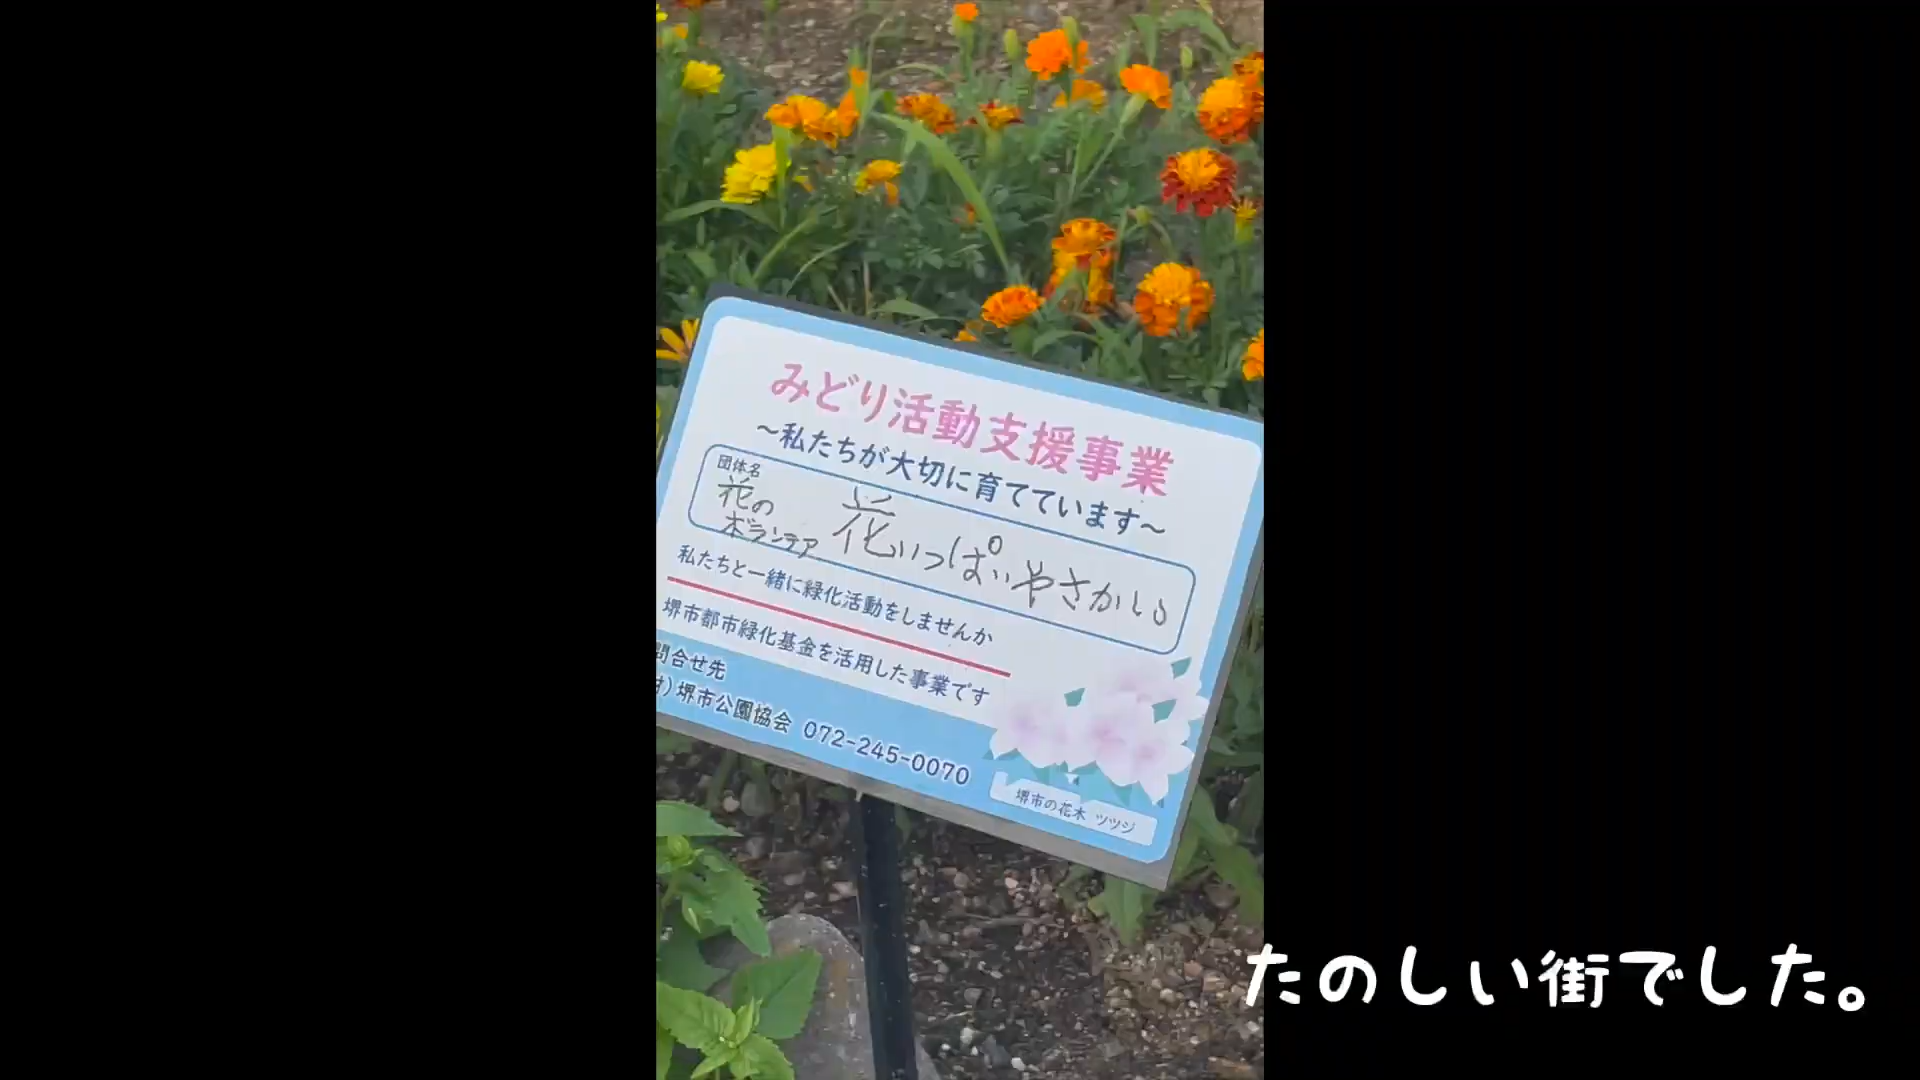 みどり活動支援事業
～私たちが大切に育てています～
団体名
花の
ボランテア
花いっぱいやさかい
私たちと一緒に緑化活動をしませんか
堺市都市緑化基金を活用した事業です
問合せ先
財）堺市公園協会 072-245-0070
堺市の花木 ツツジ
たのしい街でした。